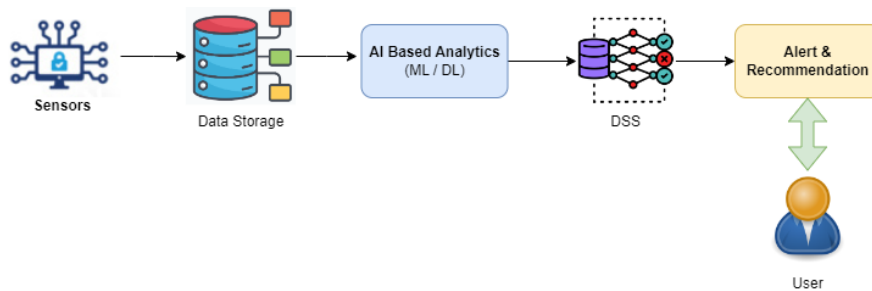 Sensors
Data Storage
AI Based Analytics
(ML / DL)
DSS
Alert &
Recommendation
User